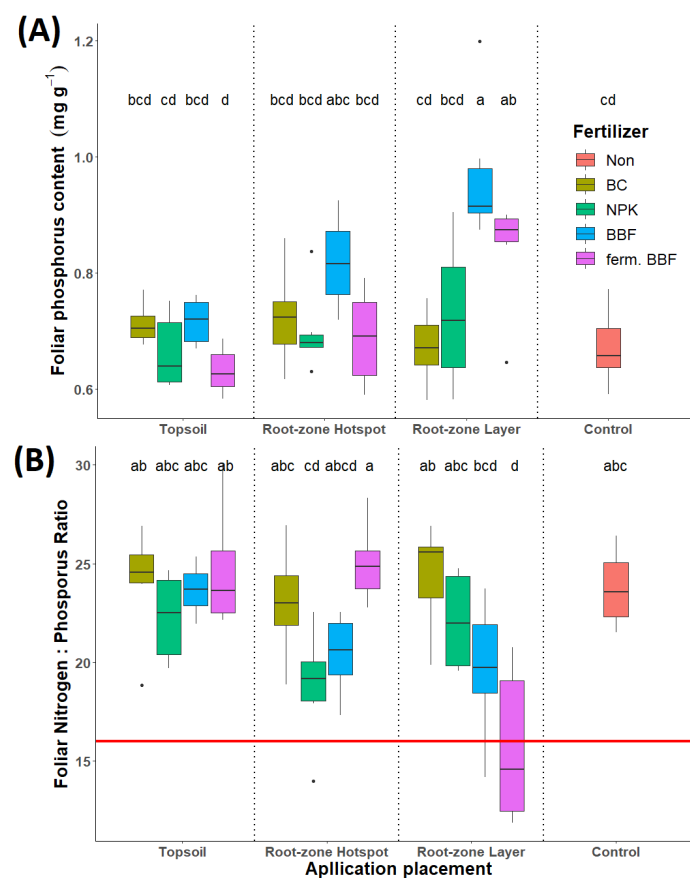 (A)
Foliar phosphorus content (mg g⁻¹)
1.2
1.0
0.8
0.6
bcd cd bcd d
bcd bcd abc bcd
cd bcd a ab
cd
Fertilizer
Non
BC
NPK
BBF
ferm. BBF
Topsoil Root-zone Hotspot Root-zone Layer Control
(B)
Foliar Nitrogen : Phosporus Ratio
30
25
20
15
ab abc abc ab
abc cd abcd a
ab abc bcd d
abc
Topsoil Root-zone Hotspot Root-zone Layer Control
Apllication placement